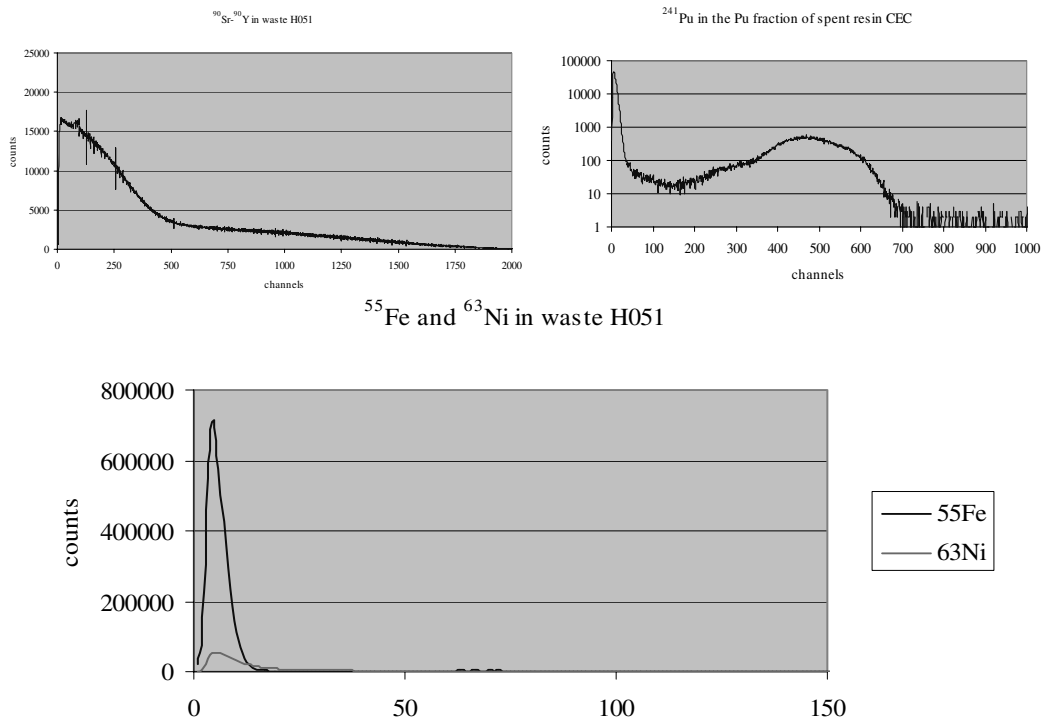 ⁹⁰Sr-⁹⁰Y in waste H051
25000
20000
15000
10000
5000
0
counts
0 250 500 750 1000 1250 1500 1750 2000
channels
²⁴¹Pu in the Pu fraction of spent resin CEC
100000
10000
1000
100
10
1
counts
0 100 200 300 400 500 600 700 800 900 1000
channels
⁵⁵Fe and ⁶³Ni in waste H051
800000
600000
400000
200000
0
counts
0 50 100 150
55Fe
63Ni